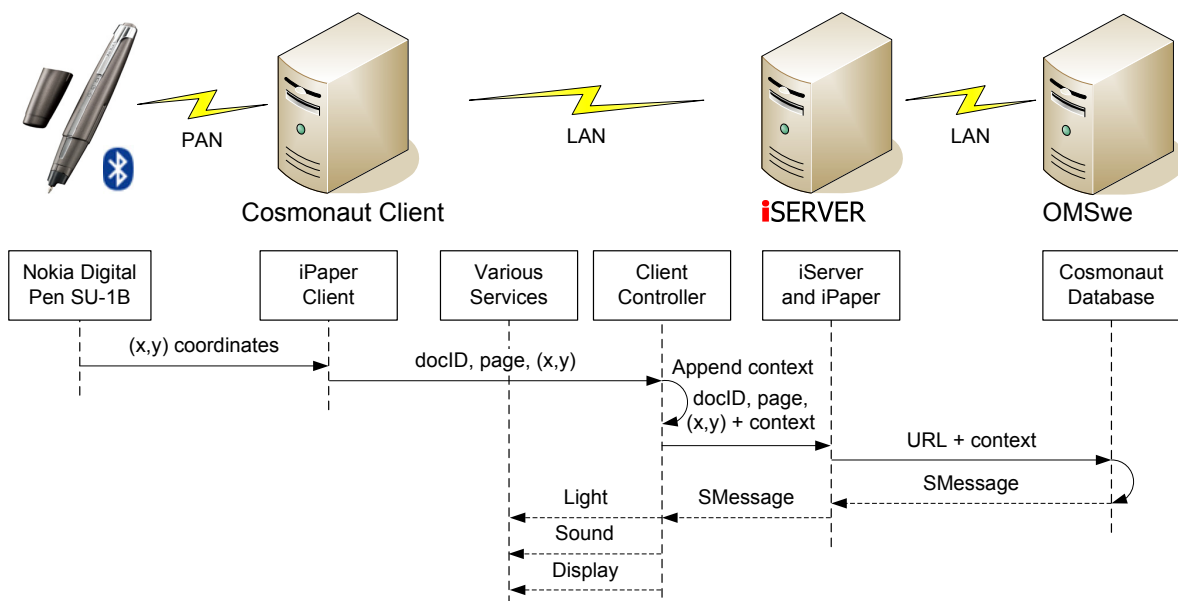 PAN
LAN
LAN
Cosmonaut Client
iSERVER
OMSwe
Nokia Digital
Pen SU-1B
iPaper
Client
Various
Services
Client
Controller
iServer
and iPaper
Cosmonaut
Database
(x,y) coordinates
docID, page, (x,y)
Append context
docID, page,
(x,y) + context
URL + context
SMessage
SMessage
Light
Sound
Display